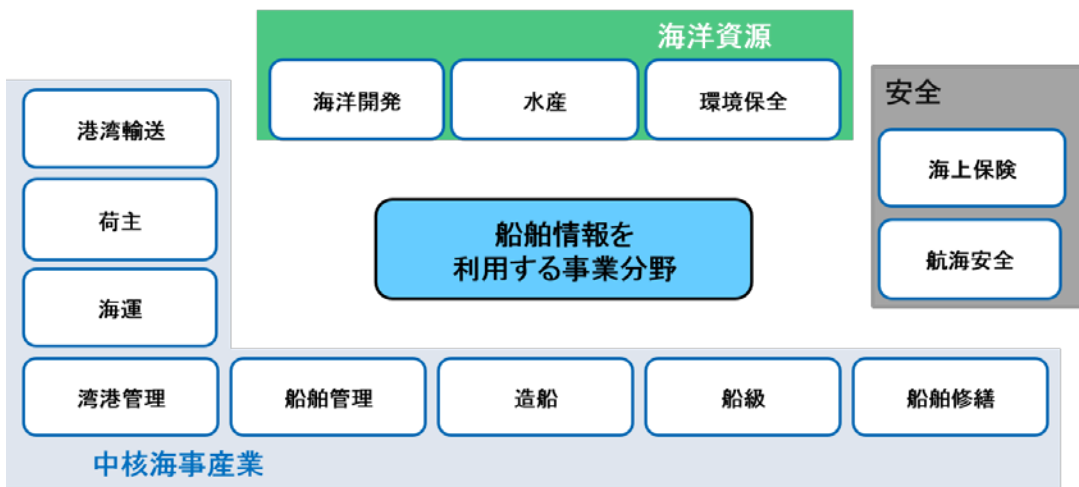 海洋資源
海洋開発
水産
環境保全
安全
海上保険
航海安全
港湾輸送
荷主
海運
船舶情報を
利用する事業分野
湾港管理
船舶管理
造船
船級
船舶修繕
中核海事産業